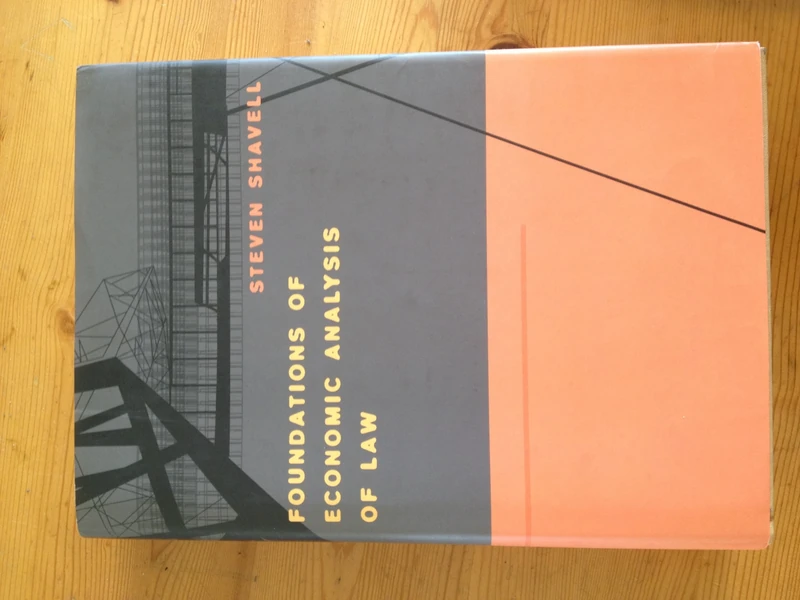 STEVEN SHAVELL
FOUNDATIONS OF
ECONOMIC ANALYSIS
OF LAW